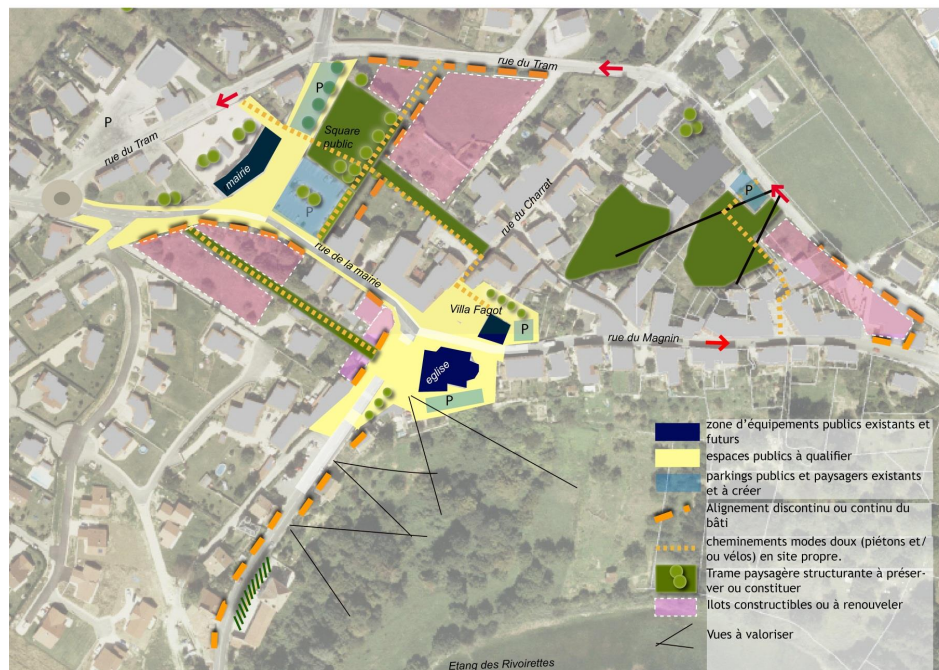 rue du Tram
P
P
rue du Tram
Square
public
mairie
P
P
rue du Charrat
rue de la mairie
Villa Fagot
P
rue du Magnin
eglise
P
zone d'équipements publics existants et
futurs
espaces publics à qualifier
parkings publics et paysagers existants
et à créer
Alignement discontinu ou continu du
bâti
cheminements modes doux (piétons et/
ou vélos) en site propre.
Trame paysagère structurante à préser-
ver ou constituer
Ilots constructibles ou à renouveler
Vues à valoriser
Etang des Rivoirettes